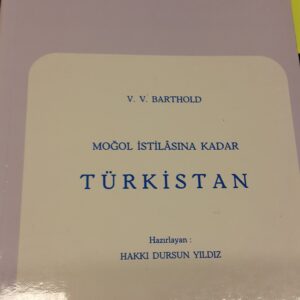 V. V. BARTHOLD
MOĞOL İSTİLÂSINA KADAR
TÜRKİSTAN
Hazırlayan :
HAKKI DURSUN YILDIZ